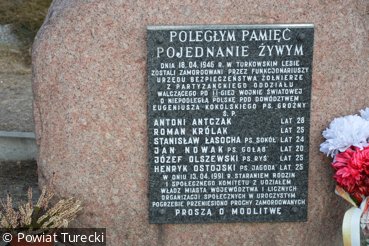 POLEGŁYM PAMIĘĆ
POJEDNANIE ŻYWYM
DNIA 18.04.1946 R. W TURKOWSKIM LESIE
ZOSTALI ZAMORDOWANI PRZEZ FUNKCJONARIUSZY
URZĘDU BEZPIECZEŃSTWA ŻOŁNIERZE
Z PARTYZANCKIEGO ODDZIAŁU
WALCZĄCEGO PO II-GIEJ WOJNIE ŚWIATOWEJ
O NIEPODLEGŁĄ POLSKĘ POD DOWÓDZTWEM
EUGENIUSZA KOKOLSKIEGO PS. GROŹNY
Ś.P.
ANTONI ANTCZAK LAT 28
ROMAN KRÓLAK LAT 25
STANISŁAW ŁASOCHA PS. SOKÓŁ LAT 24
JAN NOWAK PS. GOŁĄB LAT 20
JÓZEF OLSZEWSKI PS. RYŚ LAT 25
HENRYK OSTOJSKI PS. JAGODA LAT 25
W DNIU 13.04.1991 R. STARANIEM RODZIN
I SPOŁECZNEGO KOMITETU Z UDZIAŁEM
WŁADZ MIASTA WOJEWÓDZTWA I LICZNYCH
ORGANIZACJI SPOŁECZNYCH W UROCZYSTYM
POGRZEBIE PRZENIESIONO PROCHY ZAMORDOWANYCH
PROSZĄ O MODLITWĘ
© Powiat Turecki